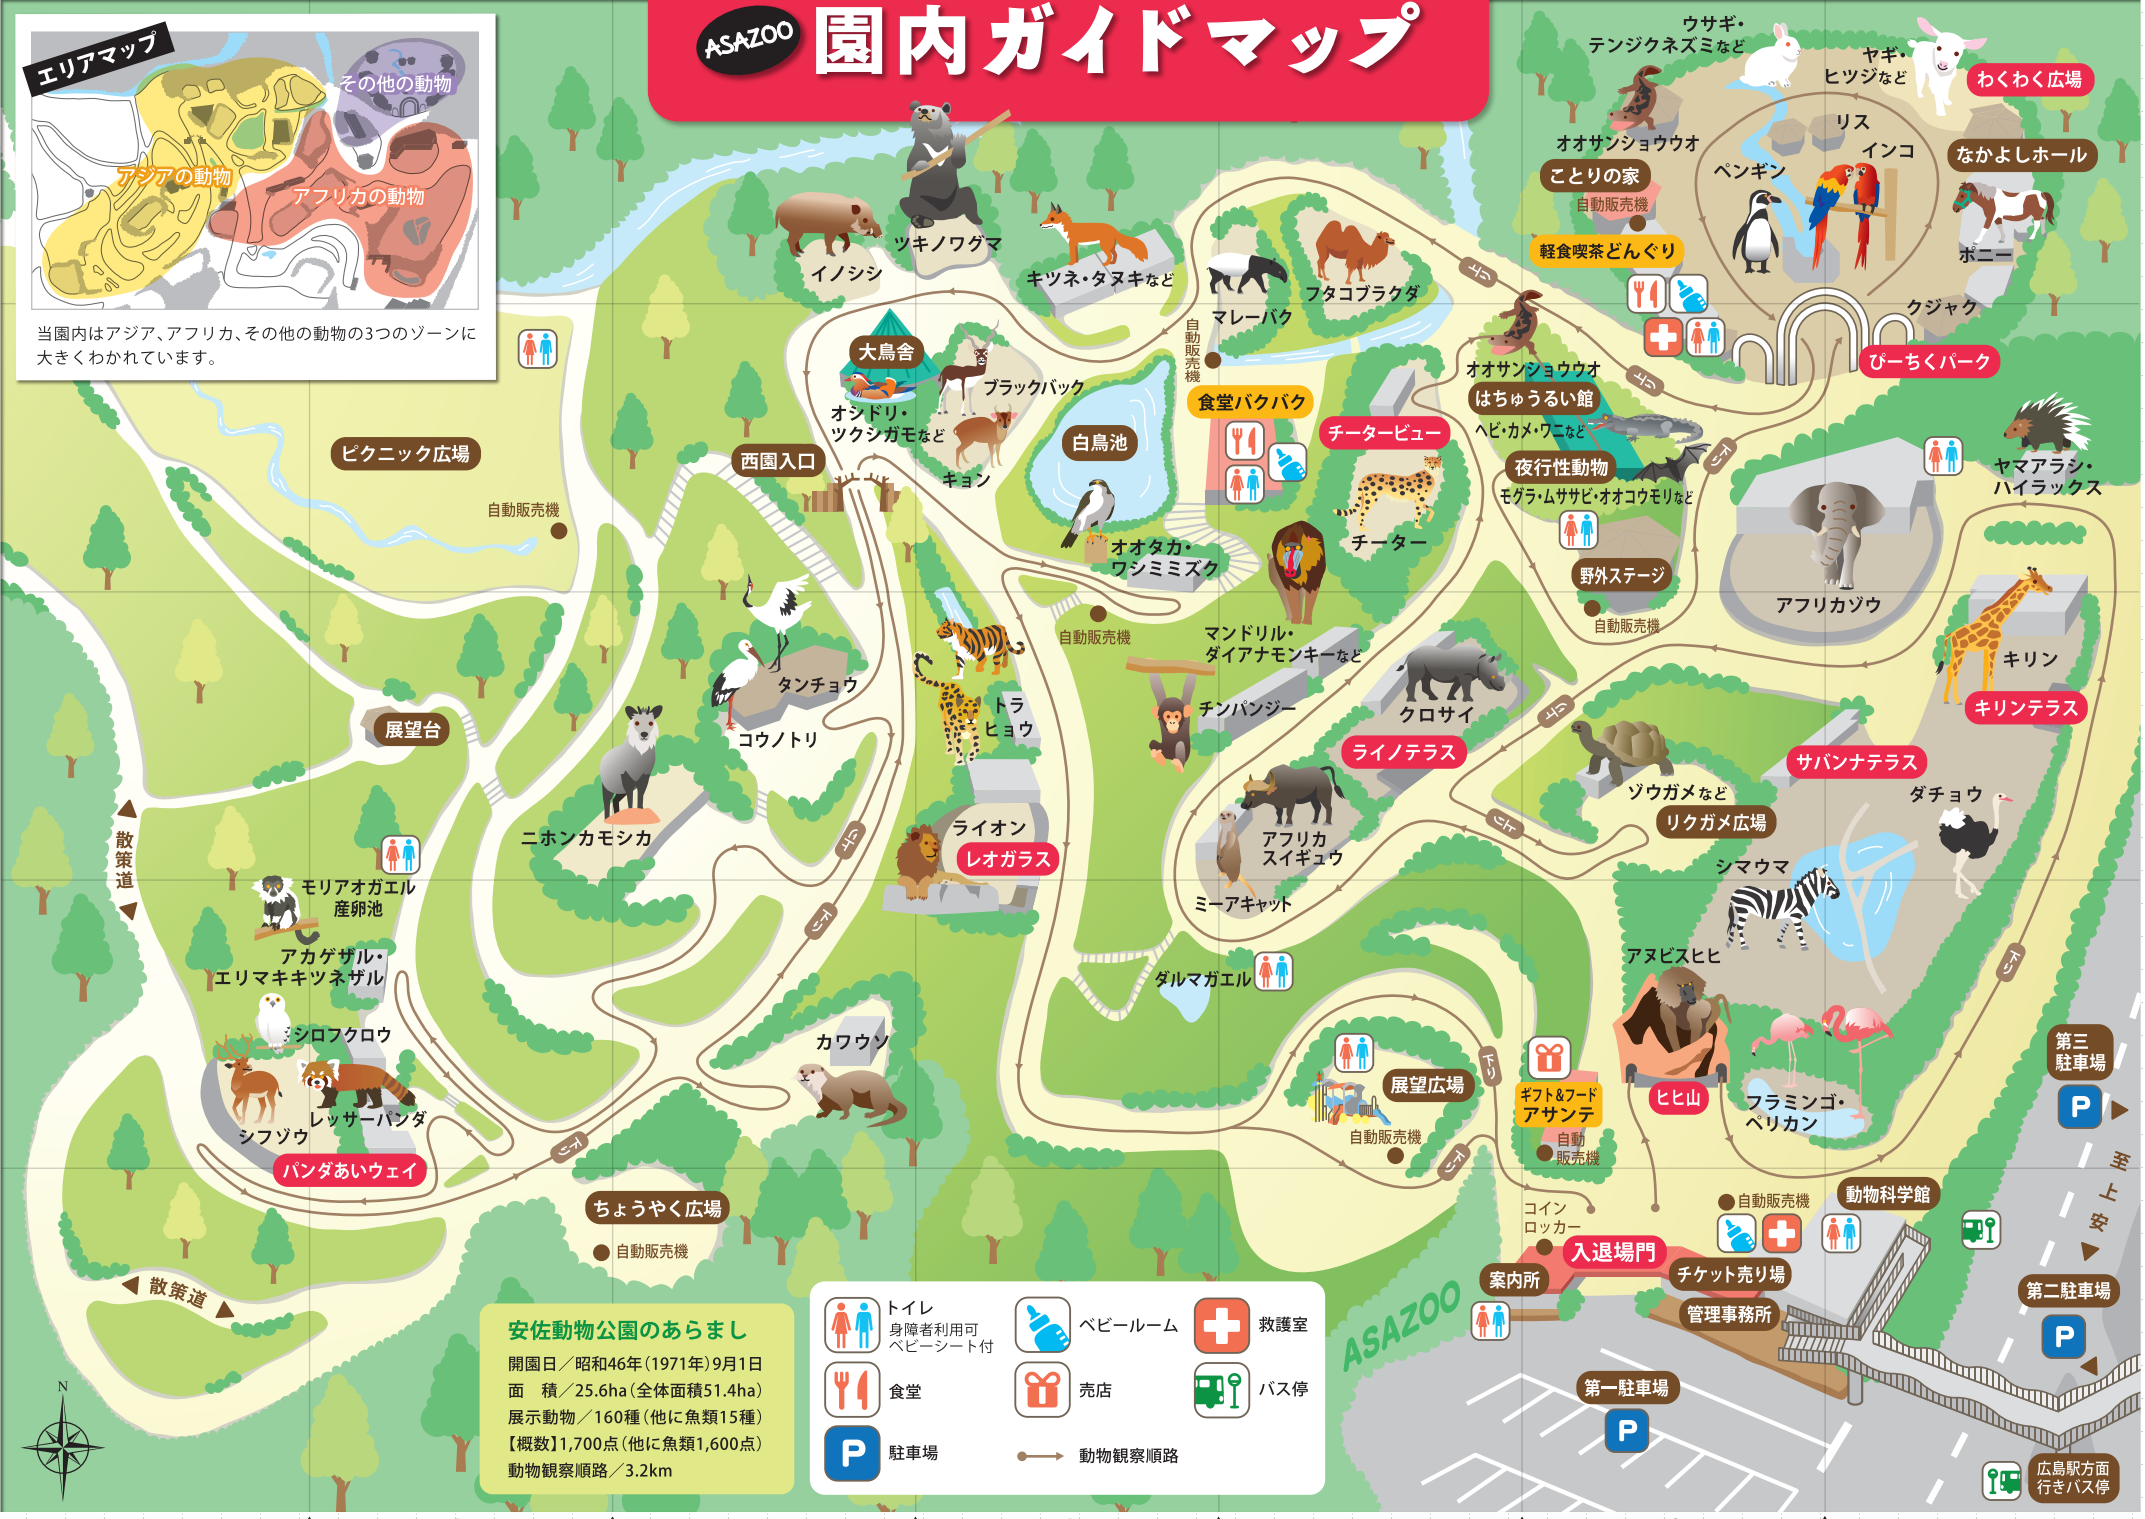 ASAZOO 園内ガイドマップ
エリアマップ
その他の動物
アジアの動物
アフリカの動物
当園内はアジア、アフリカ、その他の動物の3つのゾーンに
大きくわかれています。
ウサギ・
テンジクネズミなど
ヤギ・
ヒツジなど
わくわく広場
オオサンショウウオ
リス
インコ
ペンギン
なかよしホール
ことりの家
自動販売機
軽食喫茶どんぐり
ポニー
クジャク
ぴーちくパーク
イノシシ
ツキノワグマ
キツネ・タヌキなど
マレーバク
フタコブラクダ
上り
自動販売機
大鳥舎
オシドリ・
ツクシガモなど
ブラックバック
キョン
白鳥池
食堂バクバク
チータービュー
チーター
オオサンショウウオ
はちゅうるい館
ヘビ・カメ・ワニなど
上り
夜行性動物
モグラ・ムササビ・オオコウモリなど
下り
野外ステージ
自動販売機
アフリカゾウ
ヤマアラシ・
ハイラックス
キリン
キリンテラス
ピクニック広場
自動販売機
西園入口
オオタカ・
ワシミミズク
自動販売機
マンドリル・
ダイアナモンキーなど
チンパンジー
クロサイ
ライノテラス
上り
タンチョウ
コウノトリ
トラ
ヒョウ
展望台
ニホンカモシカ
上り
ライオン
レオガラス
アフリカ
スイギュウ
ミーアキャット
上り
ゾウガメなど
リクガメ広場
サバンナテラス
ダチョウ
シマウマ
散策道
モリアオガエル
産卵池
アカゲザル・
エリマキキツネザル
シロフクロウ
シフゾウ
レッサーパンダ
パンダあいウェイ
下り
下り
カワウソ
ダルマガエル
アヌビスヒヒ
下り
ヒヒ山
フラミンゴ・
ペリカン
展望広場
自動販売機
下り
下り
ギフト&フード
アサンテ
自動
販売機
第三
駐車場
P
至上安
ちょうやく広場
自動販売機
散策道
コイン
ロッカー
入退場門
案内所
自動販売機
動物科学館
チケット売り場
管理事務所
第二駐車場
P
ASAZOO
第一駐車場
P
広島駅方面
行きバス停
N
安佐動物公園のあらまし
開園日/昭和46年(1971年)9月1日
面　積/25.6ha(全体面積51.4ha)
展示動物/160種(他に魚類15種)
【概数】1,700点(他に魚類1,600点)
動物観察順路/3.2km
トイレ
身障者利用可
ベビーシート付
ベビールーム
救護室
食堂
売店
バス停
P 駐車場
動物観察順路